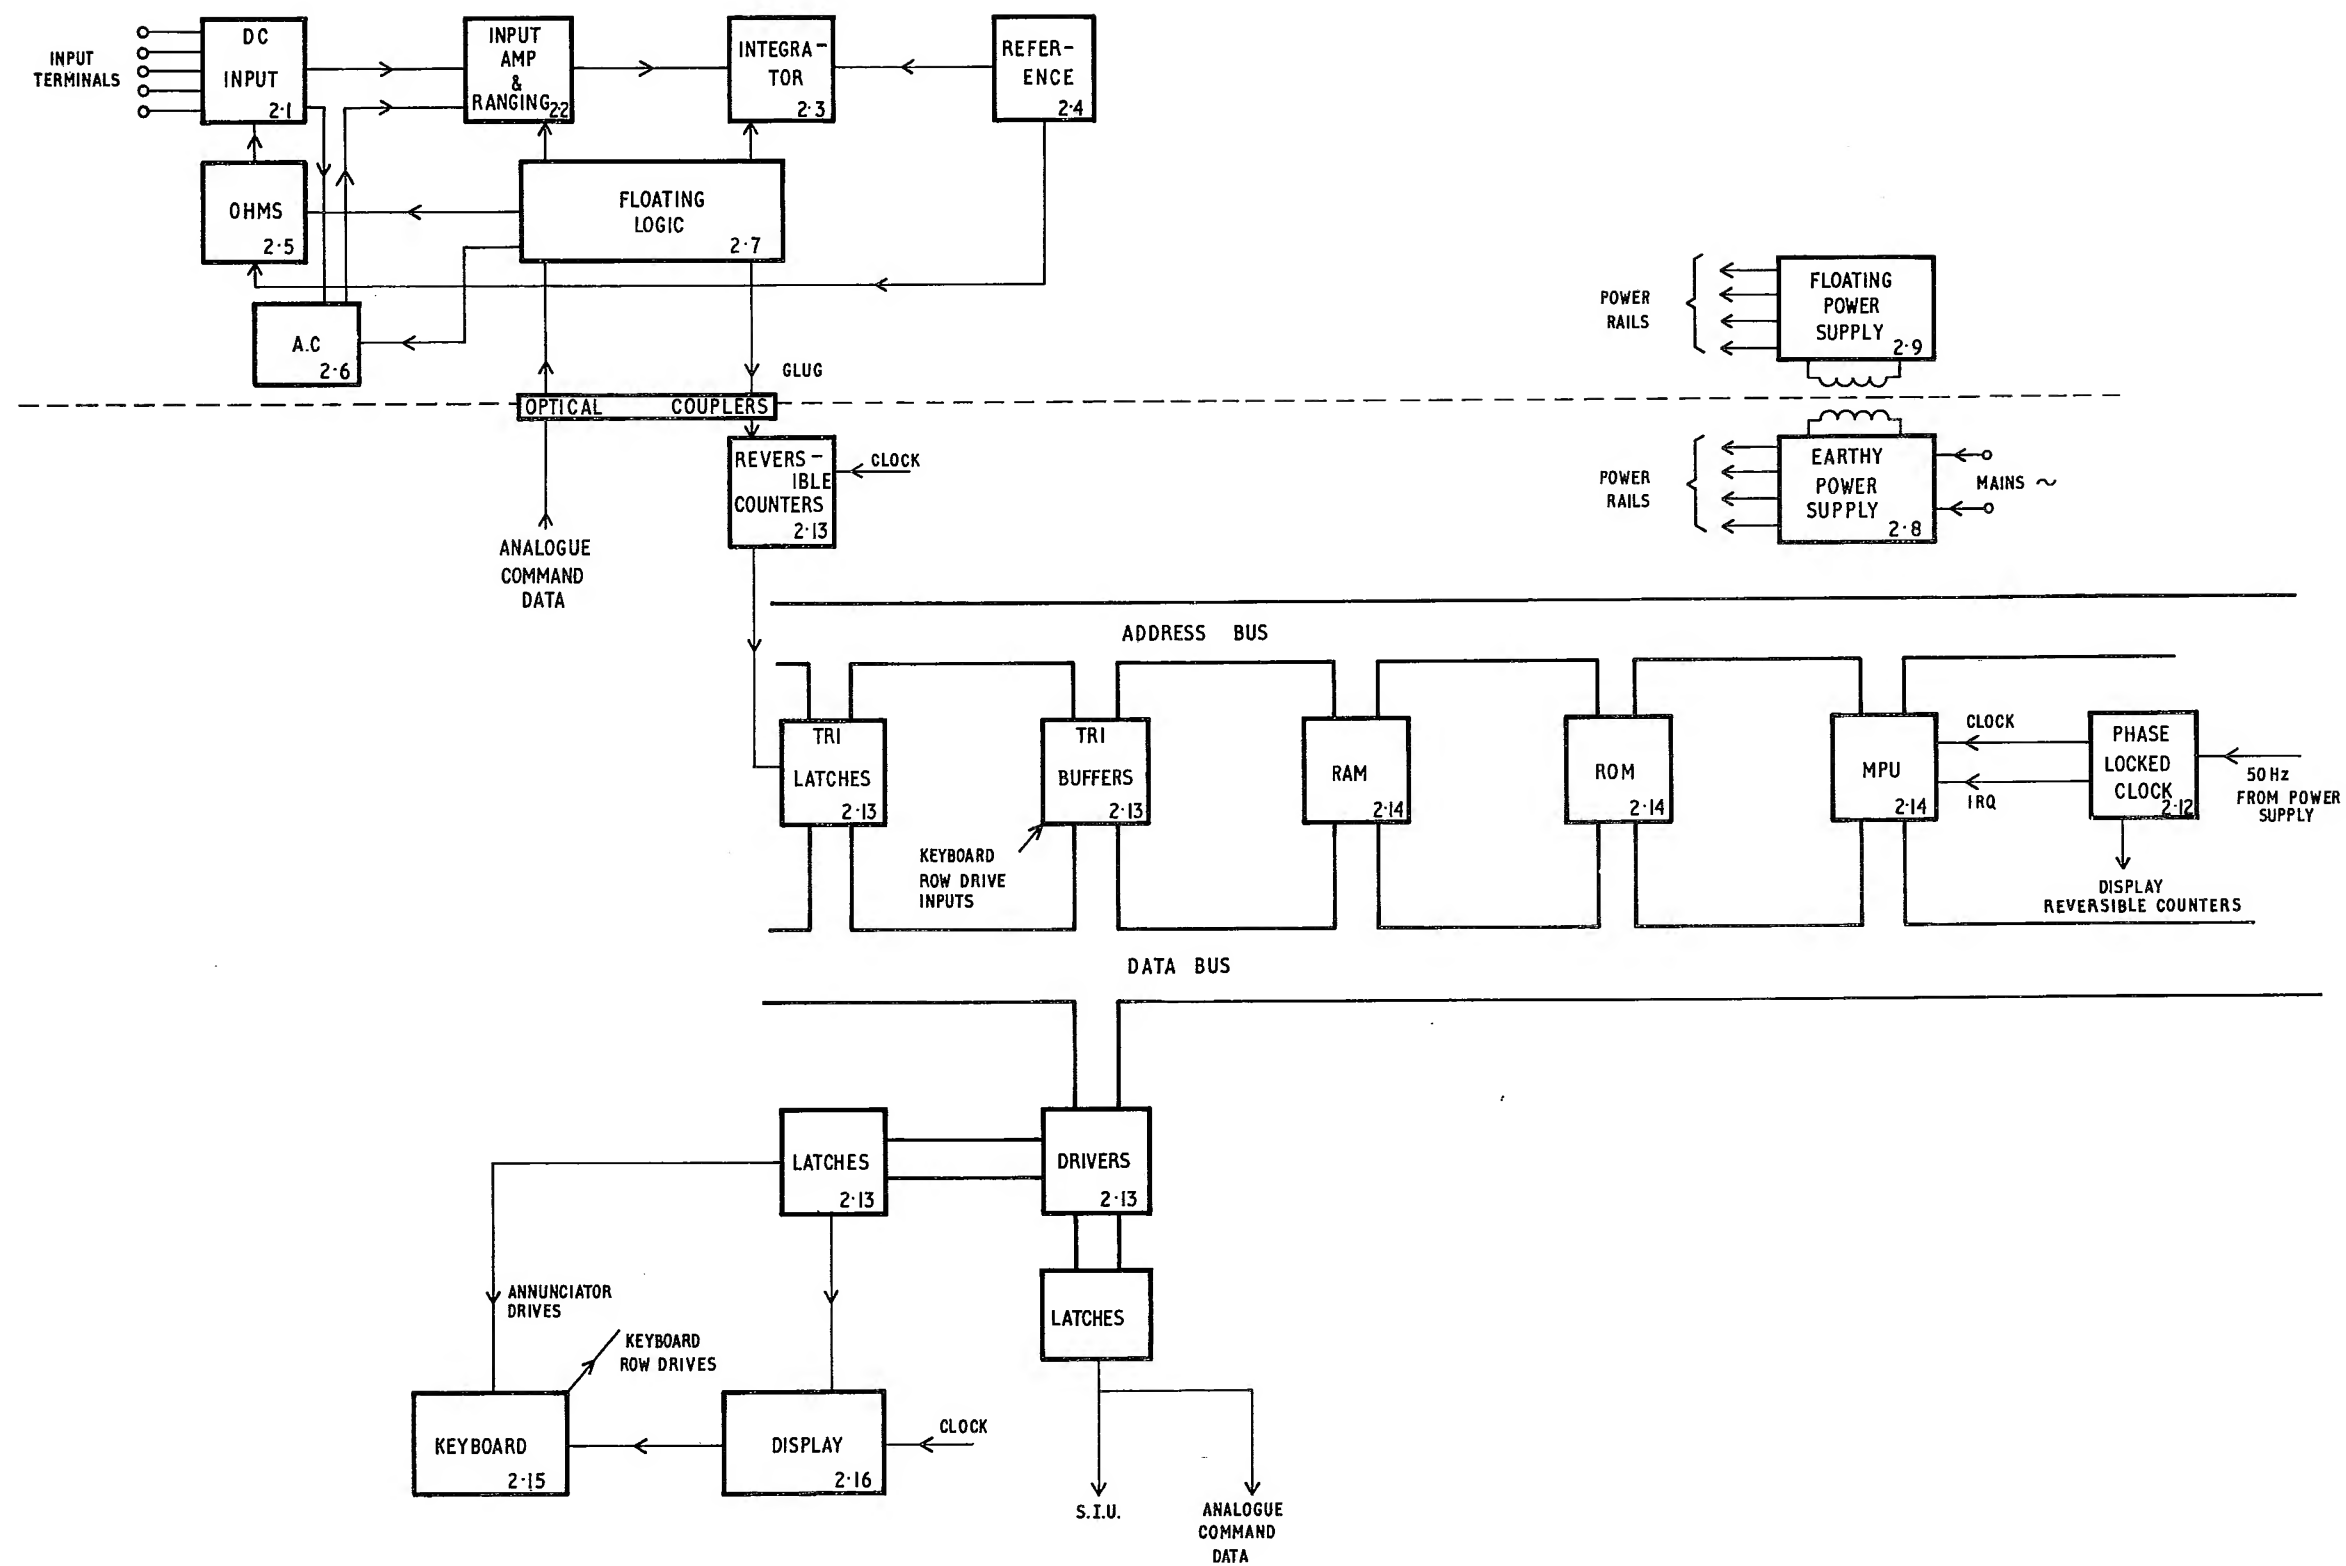 INPUT
TERMINALS
DC
INPUT
2·1
INPUT
AMP
&
RANGING 2·2
INTEGRA-
TOR
2·3
REFER-
ENCE
2·4
OHMS
2·5
FLOATING
LOGIC
2·7
A.C
2·6
GLUG
OPTICAL COUPLERS
POWER
RAILS
FLOATING
POWER
SUPPLY
2·9
POWER
RAILS
EARTHY
POWER
SUPPLY
2·8
MAINS ~
REVERS-
IBLE
COUNTERS
2·13
CLOCK
ANALOGUE
COMMAND
DATA
ADDRESS BUS
TRI
LATCHES
2·13
TRI
BUFFERS
2·13
KEYBOARD
ROW DRIVE
INPUTS
RAM
2·14
ROM
2·14
MPU
2·14
CLOCK
IRQ
PHASE
LOCKED
CLOCK
2·12
50Hz
FROM POWER
SUPPLY
DISPLAY
REVERSIBLE COUNTERS
DATA BUS
LATCHES
2·13
DRIVERS
2·13
ANNUNCIATOR
DRIVES
KEYBOARD
ROW DRIVES
LATCHES
KEYBOARD
2·15
DISPLAY
2·16
CLOCK
S.I.U.
ANALOGUE
COMMAND
DATA